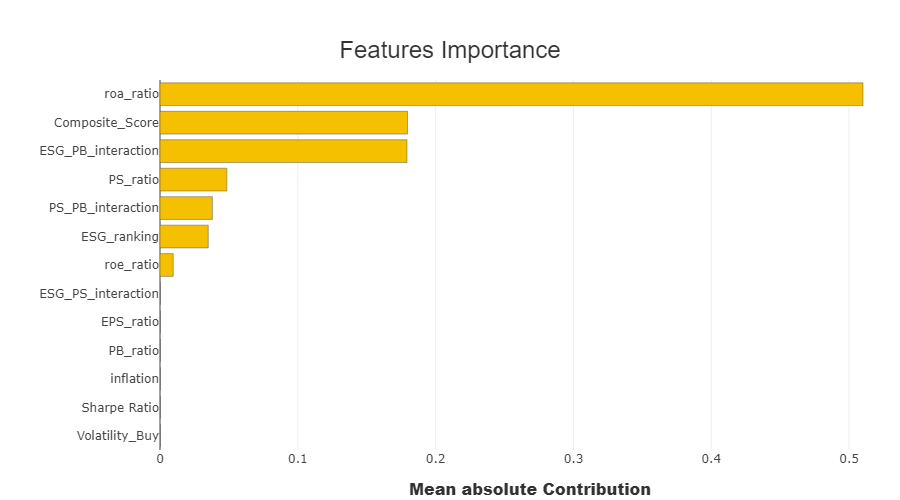 Features Importance
roa_ratio
Composite_Score
ESG_PB_interaction
PS_ratio
PS_PB_interaction
ESG_ranking
roe_ratio
ESG_PS_interaction
EPS_ratio
PB_ratio
inflation
Sharpe Ratio
Volatility_Buy
0 0.1 0.2 0.3 0.4 0.5
Mean absolute Contribution